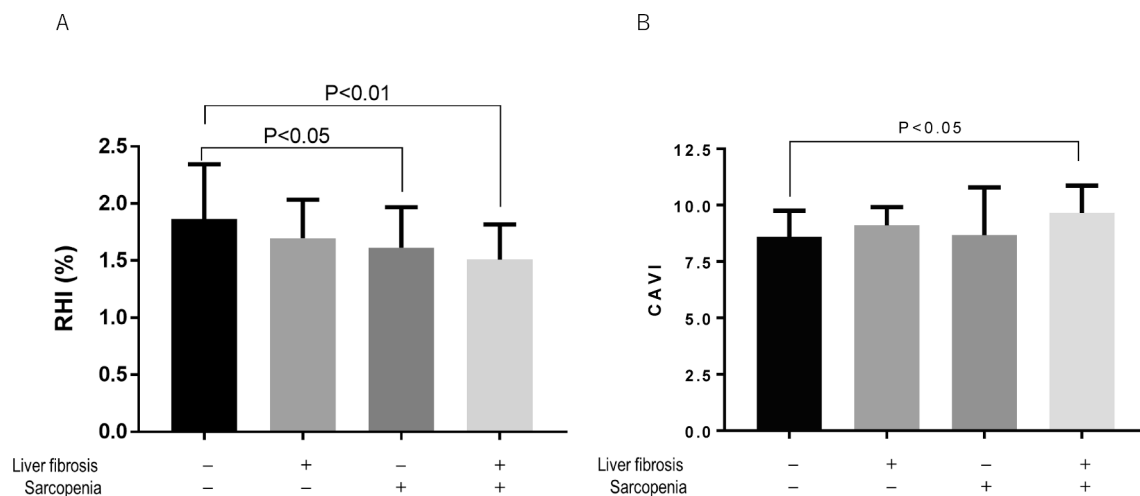 A
B
P<0.01
P<0.05
RHI (%)
2.5
2.0
1.5
1.0
0.5
0.0
Liver fibrosis – + – +
Sarcopenia – – + +
P<0.05
CAVI
12.5
10.0
7.5
5.0
2.5
0.0
Liver fibrosis – + – +
Sarcopenia – – + +